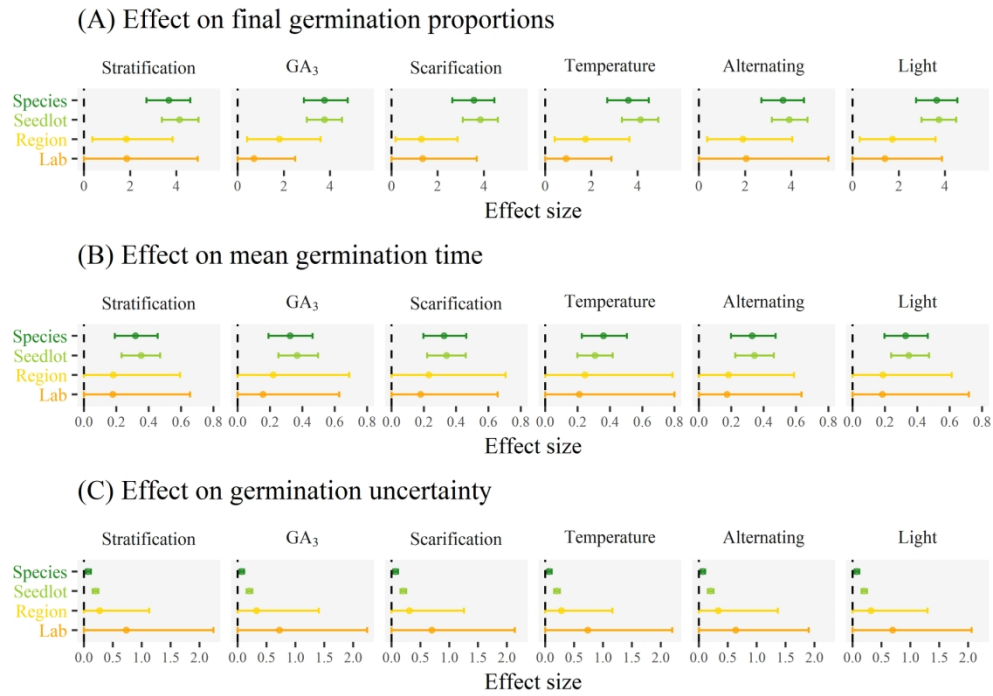 (A) Effect on final germination proportions
Stratification GA₃ Scarification Temperature Alternating Light
Species
Seedlot
Region
Lab
0 2 4 0 2 4 0 2 4 0 2 4 0 2 4 0 2 4
Effect size
(B) Effect on mean germination time
Stratification GA₃ Scarification Temperature Alternating Light
Species
Seedlot
Region
Lab
0.0 0.2 0.4 0.6 0.8 0.0 0.2 0.4 0.6 0.8 0.0 0.2 0.4 0.6 0.8 0.0 0.2 0.4 0.6 0.8 0.0 0.2 0.4 0.6 0.8 0.0 0.2 0.4 0.6 0.8
Effect size
(C) Effect on germination uncertainty
Stratification GA₃ Scarification Temperature Alternating Light
Species
Seedlot
Region
Lab
0.0 0.5 1.0 1.5 2.0 0.0 0.5 1.0 1.5 2.0 0.0 0.5 1.0 1.5 2.0 0.0 0.5 1.0 1.5 2.0 0.0 0.5 1.0 1.5 2.0 0.0 0.5 1.0 1.5 2.0
Effect size